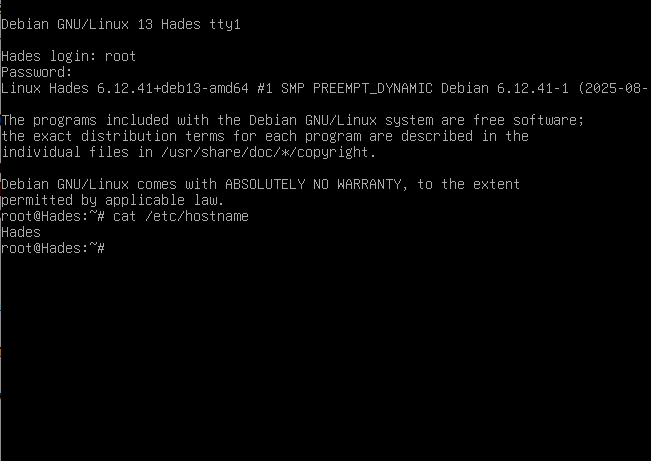 Debian GNU/Linux 13 Hades tty1
Hades login: root
Password:
Linux Hades 6.12.41+deb13-amd64 #1 SMP PREEMPT_DYNAMIC Debian 6.12.41-1 (2025-08-
The programs included with the Debian GNU/Linux system are free software;
the exact distribution terms for each program are described in the
individual files in /usr/share/doc/*/copyright.
Debian GNU/Linux comes with ABSOLUTELY NO WARRANTY, to the extent
permitted by applicable law.
root@Hades:~# cat /etc/hostname
Hades
root@Hades:~#